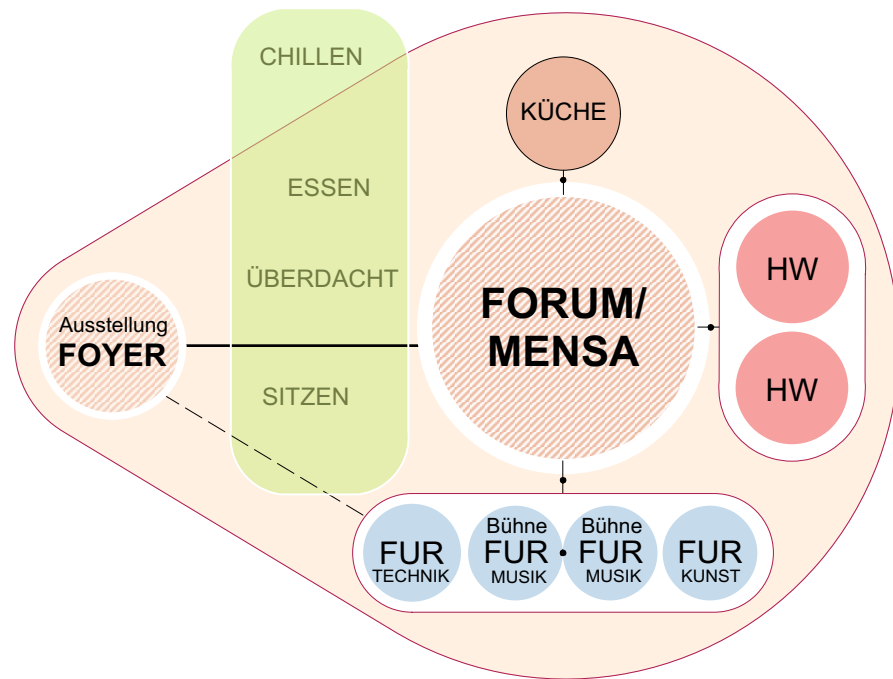 CHILLEN
ESSEN
ÜBERDACHT
SITZEN
Ausstellung
FOYER
KÜCHE
FORUM/
MENSA
HW
HW
FUR
TECHNIK
Bühne
FUR
MUSIK
Bühne
FUR
MUSIK
FUR
KUNST